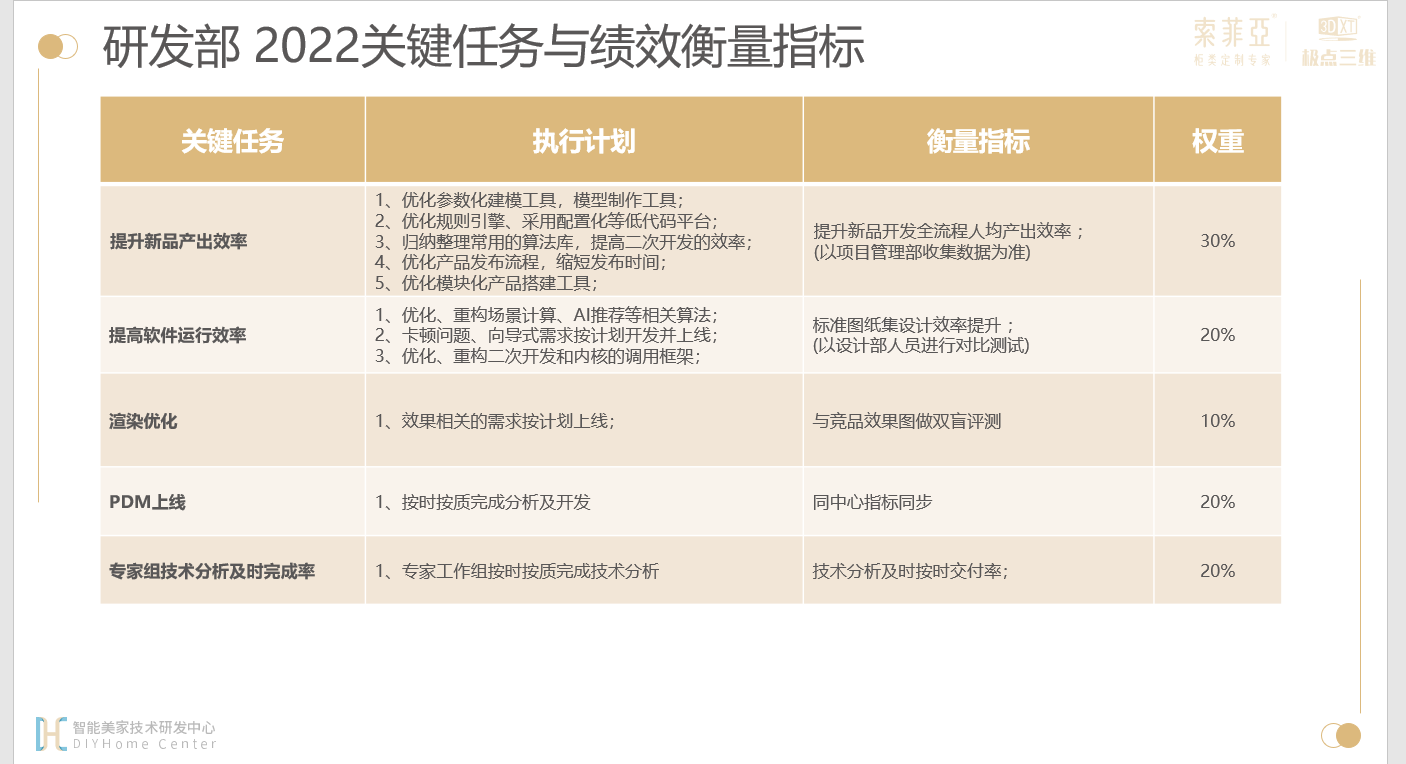 研发部 2022关键任务与绩效衡量指标
索菲亞
柜类定制专家
3DXT
极点三维
关键任务
执行计划
衡量指标
权重
提升新品产出效率
1、优化参数化建模工具，模型制作工具；
2、优化规则引擎、采用配置化等低代码平台；
3、归纳整理常用的算法库，提高二次开发的效率；
4、优化产品发布流程，缩短发布时间；
5、优化模块化产品搭建工具；
提升新品开发全流程人均产出效率；
(以项目管理部收集数据为准)
30%
提高软件运行效率
1、优化、重构场景计算、AI推荐等相关算法；
2、卡顿问题、向导式需求按计划开发并上线；
3、优化、重构二次开发和内核的调用框架；
标准图纸集设计效率提升；
(以设计部人员进行对比测试)
20%
渲染优化
1、效果相关的需求按计划上线；
与竞品效果图做双盲评测
10%
PDM上线
1、按时按质完成分析及开发
同中心指标同步
20%
专家组技术分析及时完成率
1、专家工作组按时按质完成技术分析
技术分析及时按时交付率；
20%
智能美家技术研发中心
DIYHome Center